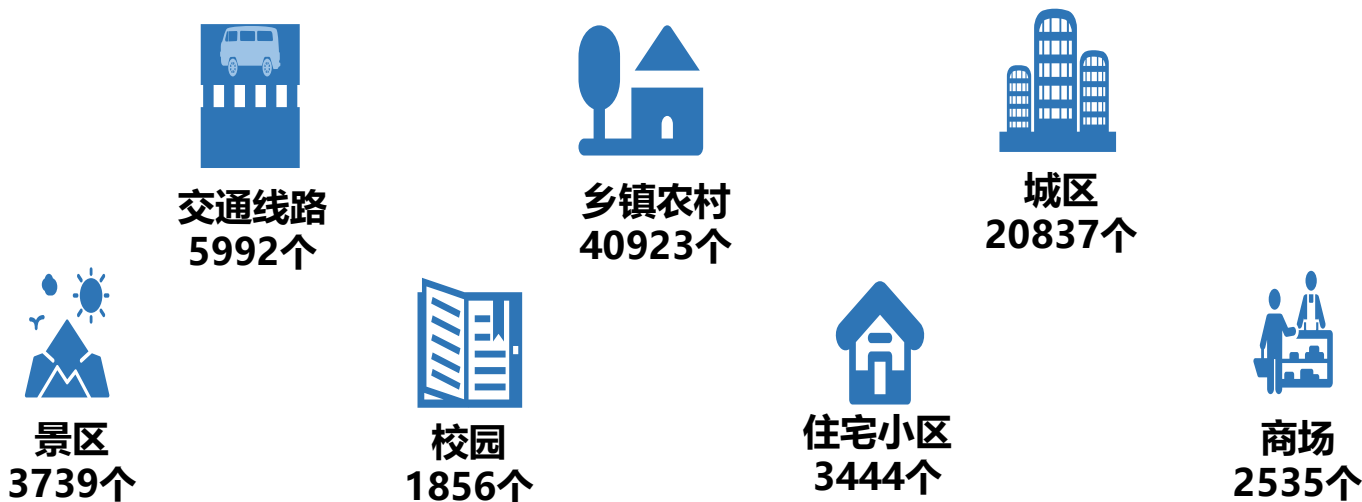 交通线路
5992个
乡镇农村
40923个
城区
20837个
景区
3739个
校园
1856个
住宅小区
3444个
商场
2535个